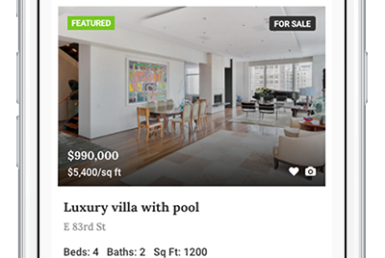 FEATURED
FOR SALE
$990,000
$5,400/sq ft
Luxury villa with pool
E 83rd St
Beds: 4 Baths: 2 Sq Ft: 1200